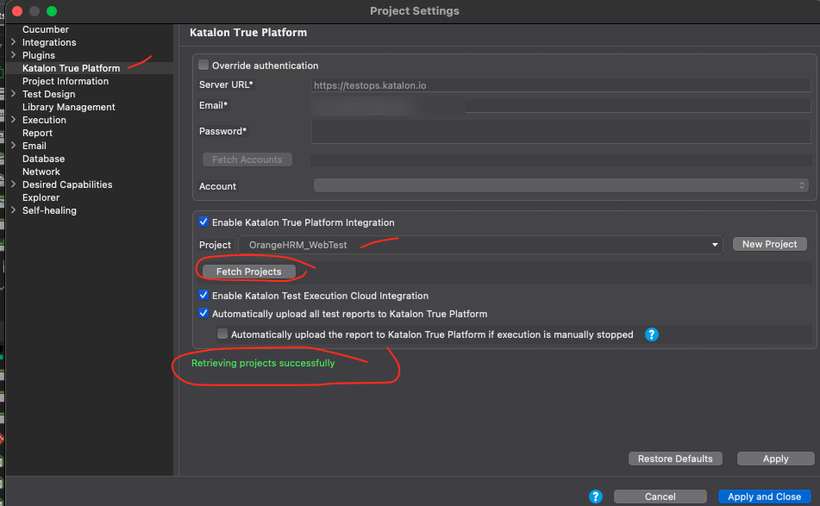 Project Settings
Cucumber
Integrations
Plugins
Katalon True Platform
Project Information
Test Design
Library Management
Execution
Report
Email
Database
Network
Desired Capabilities
Explorer
Self-healing
Katalon True Platform
Override authentication
Server URL* https://testops.katalon.io
Email*
Password*
Fetch Accounts
Account
Enable Katalon True Platform Integration
Project OrangeHRM_WebTest New Project
Fetch Projects
Enable Katalon Test Execution Cloud Integration
Automatically upload all test reports to Katalon True Platform
Automatically upload the report to Katalon True Platform if execution is manually stopped ?
Retrieving projects successfully
Restore Defaults Apply
? Cancel Apply and Close